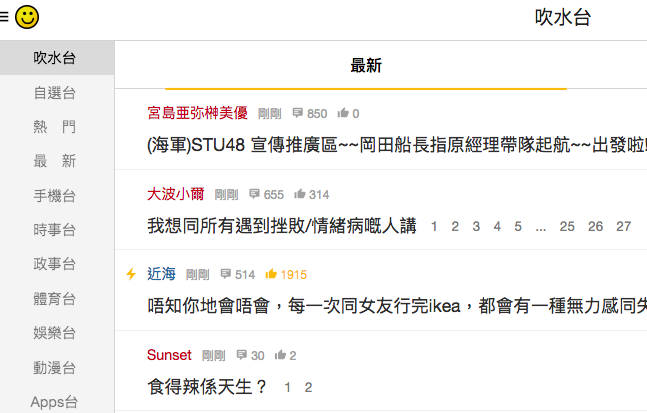 吹水台
吹水台
自選台
熱 門
最 新
手機台
時事台
政事台
體育台
娛樂台
動漫台
Apps台
最新
宮島亜弥榊美優 剛剛 850 0
(海軍)STU48 宣傳推廣區~~岡田船長指原經理帶隊起航~~出發啦!
大波小爾 剛剛 655 314
我想同所有遇到挫敗/情緒病嘅人講 1 2 3 4 5 ... 25 26 27
近海 剛剛 514 1915
唔知你地會唔會，每一次同女友行完ikea，都會有一種無力感同失
Sunset 剛剛 30 2
食得辣係天生？ 1 2